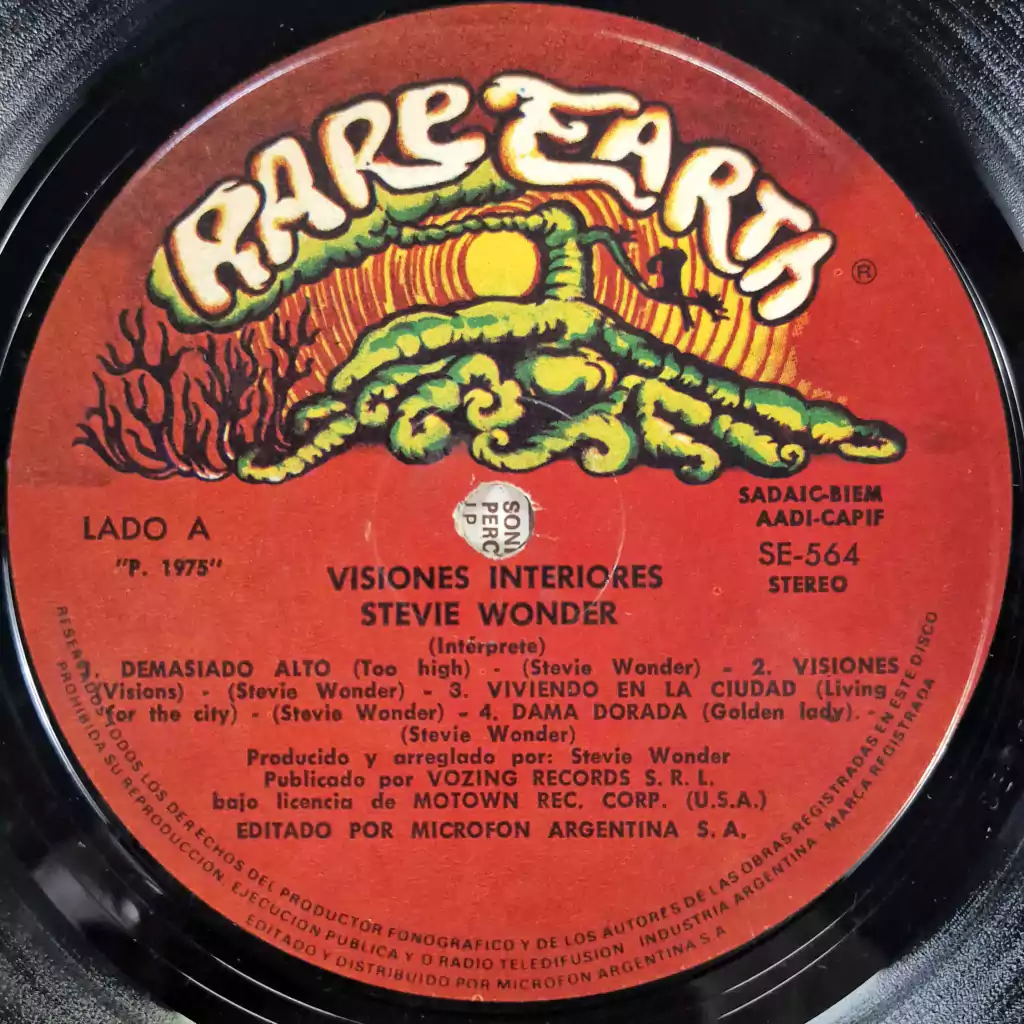 RARE EARTH
®
SADAIC-BIEM
AADI-CAPIF
SE-564
STEREO
LADO A
"P. 1975"
SONI
PERC
LP
VISIONES INTERIORES
STEVIE WONDER
(Intérprete)
1. DEMASIADO ALTO (Too high) - (Stevie Wonder) - 2. VISIONES
(Visions) - (Stevie Wonder) - 3. VIVIENDO EN LA CIUDAD (Living
for the city) - (Stevie Wonder) - 4. DAMA DORADA (Golden lady). -
(Stevie Wonder)
Producido y arreglado por: Stevie Wonder
Publicado por VOZING RECORDS S. R. L.
bajo licencia de MOTOWN REC. CORP. (U.S.A.)
EDITADO POR MICROFON ARGENTINA S. A.
RESERVADOS TODOS LOS DERECHOS DEL PRODUCTOR FONOGRAFICO Y DE LOS AUTORES DE LAS OBRAS REGISTRADAS EN ESTE DISCO
PROHIBIDA SU REPRODUCCION, EJECUCION PUBLICA Y O RADIO TELEDIFUSION INDUSTRIA ARGENTINA MARCA REGISTRADA
EDITADO Y DISTRIBUIDO POR MICROFON ARGENTINA S A